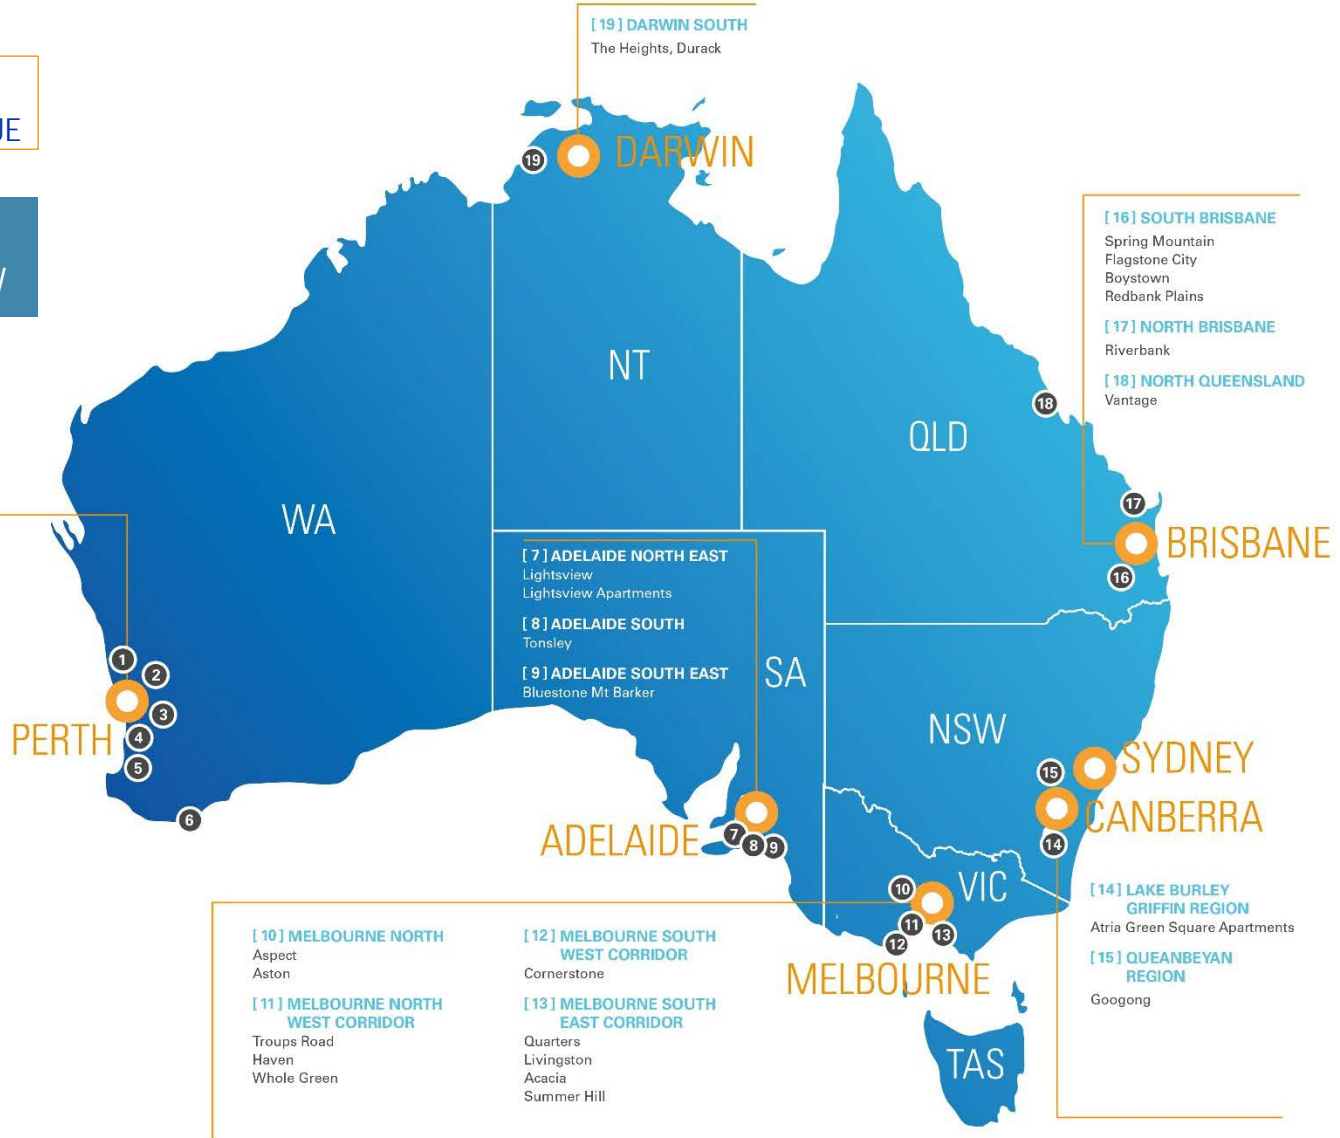 UE
[ 19 ] DARWIN SOUTH
The Heights, Durack
19
DARWIN
[ 16 ] SOUTH BRISBANE
Spring Mountain
Flagstone City
Boystown
Redbank Plains
[ 17 ] NORTH BRISBANE
Riverbank
[ 18 ] NORTH QUEENSLAND
Vantage
NT
18
QLD
WA
17
BRISBANE
16
[ 7 ] ADELAIDE NORTH EAST
Lightsview
Lightsview Apartments
[ 8 ] ADELAIDE SOUTH
Tonsley
[ 9 ] ADELAIDE SOUTH EAST
Bluestone Mt Barker
SA
1
2
3
PERTH
4
5
6
NSW
SYDNEY
15
CANBERRA
14
ADELAIDE
7
8
9
VIC
10
11
12
13
MELBOURNE
[ 14 ] LAKE BURLEY
GRIFFIN REGION
Atria Green Square Apartments
[ 15 ] QUEANBEYAN
REGION
Googong
[ 10 ] MELBOURNE NORTH
Aspect
Aston
[ 11 ] MELBOURNE NORTH
WEST CORRIDOR
Troups Road
Haven
Whole Green
[ 12 ] MELBOURNE SOUTH
WEST CORRIDOR
Cornerstone
[ 13 ] MELBOURNE SOUTH
EAST CORRIDOR
Quarters
Livingston
Acacia
Summer Hill
TAS